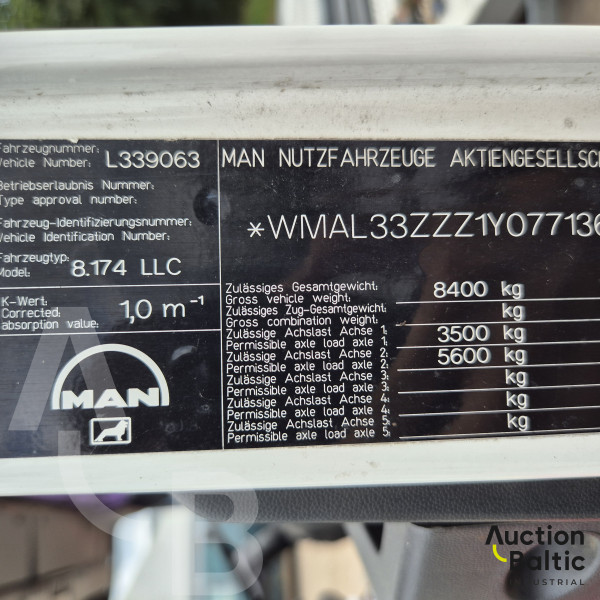 Fahrzeugnummer:
Vehicle Number: L339063
Betriebserlaubnis Nummer:
Type approval number:
Fahrzeug-Identifizierungsnummer:
Vehicle Identification Number:
Fahrzeugtyp:
Model: 8.174 LLC
K-Wert:
Corrected
absorption value: 1,0 m⁻¹
MAN
MAN NUTZFAHRZEUGE AKTIENGESELLSC
*WMAL33ZZZ1Y077136
Zulässiges Gesamtgewicht:
Gross vehicle weight: 8400 kg
Zulässiges Zug-Gesamtgewicht:
Gross combination weight: kg
Zulässige Achslast Achse 1:
Permissible axle load axle 1: 3500 kg
Zulässige Achslast Achse 2:
Permissible axle load axle 2: 5600 kg
Zulässige Achslast Achse 3:
Permissible axle load axle 3: kg
Zulässige Achslast Achse 4:
Permissible axle load axle 4: kg
Zulässige Achslast Achse 5:
Permissible axle load axle 5: kg
AUB
Auction
Baltic
INDUSTRIAL